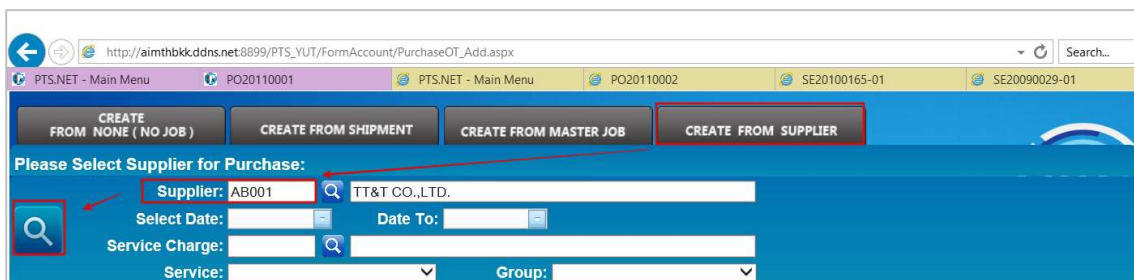 http://aimthbkk.ddns.net:8899/PTS_YUT/FormAccount/PurchaseOT_Add.aspx Search...
PTS.NET - Main Menu PO20110001 PTS.NET - Main Menu PO20110002 SE20100165-01 SE20090029-01
CREATE
FROM NONE ( NO JOB ) CREATE FROM SHIPMENT CREATE FROM MASTER JOB CREATE FROM SUPPLIER
Please Select Supplier for Purchase:
Supplier: AB001 TT&T CO.,LTD.
Select Date: Date To:
Service Charge:
Service: Group: